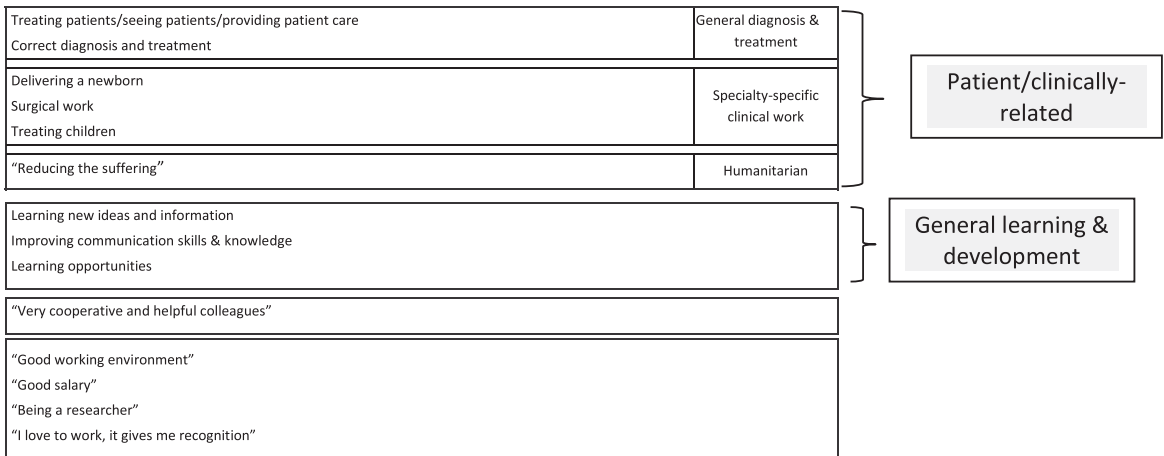 Treating patients/seeing patients/providing patient care
Correct diagnosis and treatment
General diagnosis &
treatment
Delivering a newborn
Surgical work
Treating children
Specialty-specific
clinical work
“Reducing the suffering”
Humanitarian
Patient/clinically-
related
Learning new ideas and information
Improving communication skills & knowledge
Learning opportunities
General learning &
development
“Very cooperative and helpful colleagues”
“Good working environment”
“Good salary”
“Being a researcher”
“I love to work, it gives me recognition”